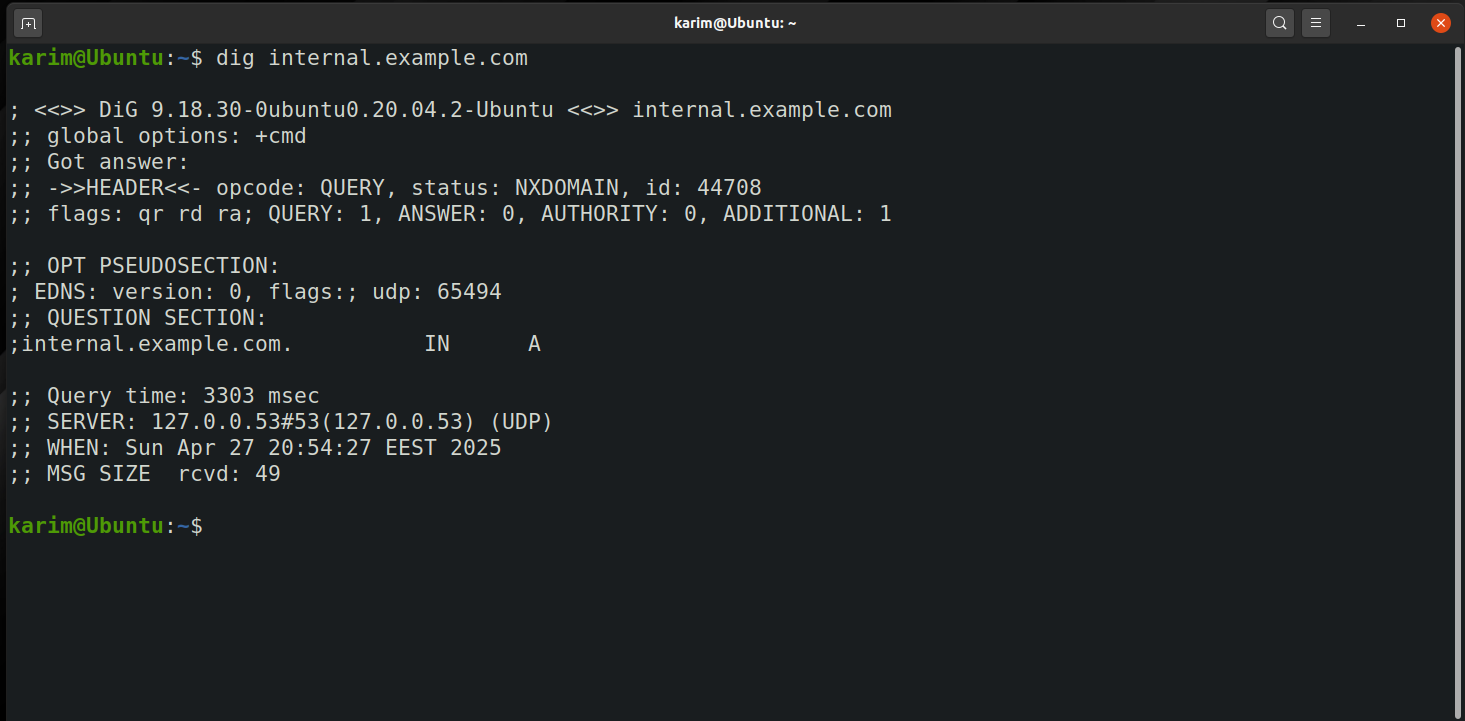 karim@Ubuntu: ~
karim@Ubuntu:~$ dig internal.example.com
; <<>> DiG 9.18.30-0ubuntu0.20.04.2-Ubuntu <<>> internal.example.com
;; global options: +cmd
;; Got answer:
;; ->>HEADER<<- opcode: QUERY, status: NXDOMAIN, id: 44708
;; flags: qr rd ra; QUERY: 1, ANSWER: 0, AUTHORITY: 0, ADDITIONAL: 1
;; OPT PSEUDOSECTION:
; EDNS: version: 0, flags:; udp: 65494
;; QUESTION SECTION:
;internal.example.com.          IN      A
;; Query time: 3303 msec
;; SERVER: 127.0.0.53#53(127.0.0.53) (UDP)
;; WHEN: Sun Apr 27 20:54:27 EEST 2025
;; MSG SIZE  rcvd: 49
karim@Ubuntu:~$